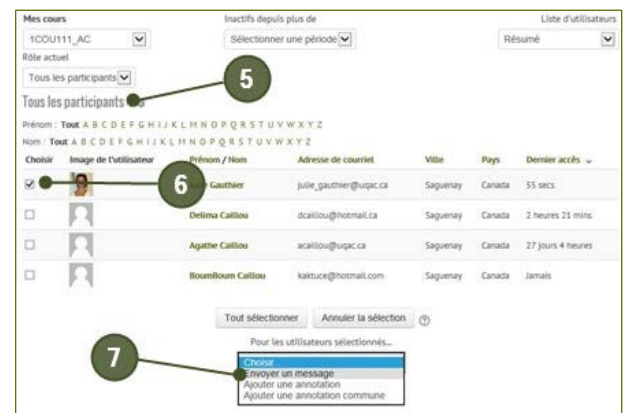 Mes cours Inactifs depuis plus de Liste d'utilisateurs
1COU111_AC Sélectionner une période Résumé
Rôle actuel
Tous les participants
5
Tous les participants
Prénom : Tout A B C D E F G H I J K L M N O P Q R S T U V W X Y Z
Nom : Tout A B C D E F G H I J K L M N O P Q R S T U V W X Y Z
Choisir Image de l'utilisateur Prénom / Nom Adresse de courriel Ville Pays Dernier accès
6 Gauthier julie_gauthier@uqac.ca Saguenay Canada 55 secs
Delima Caillou dcaillou@hotmail.ca Saguenay Canada 2 heures 21 mins
Agathe Caillou acaillou@uqac.ca Saguenay Canada 27 jours 4 heures
BoumBoum Caillou kaktuce@hotmail.com Saguenay Canada Jamais
Tout sélectionner Annuler la sélection ?
Pour les utilisateurs sélectionnés...
7
Choisir
Envoyer un message
Ajouter une annotation
Ajouter une annotation commune